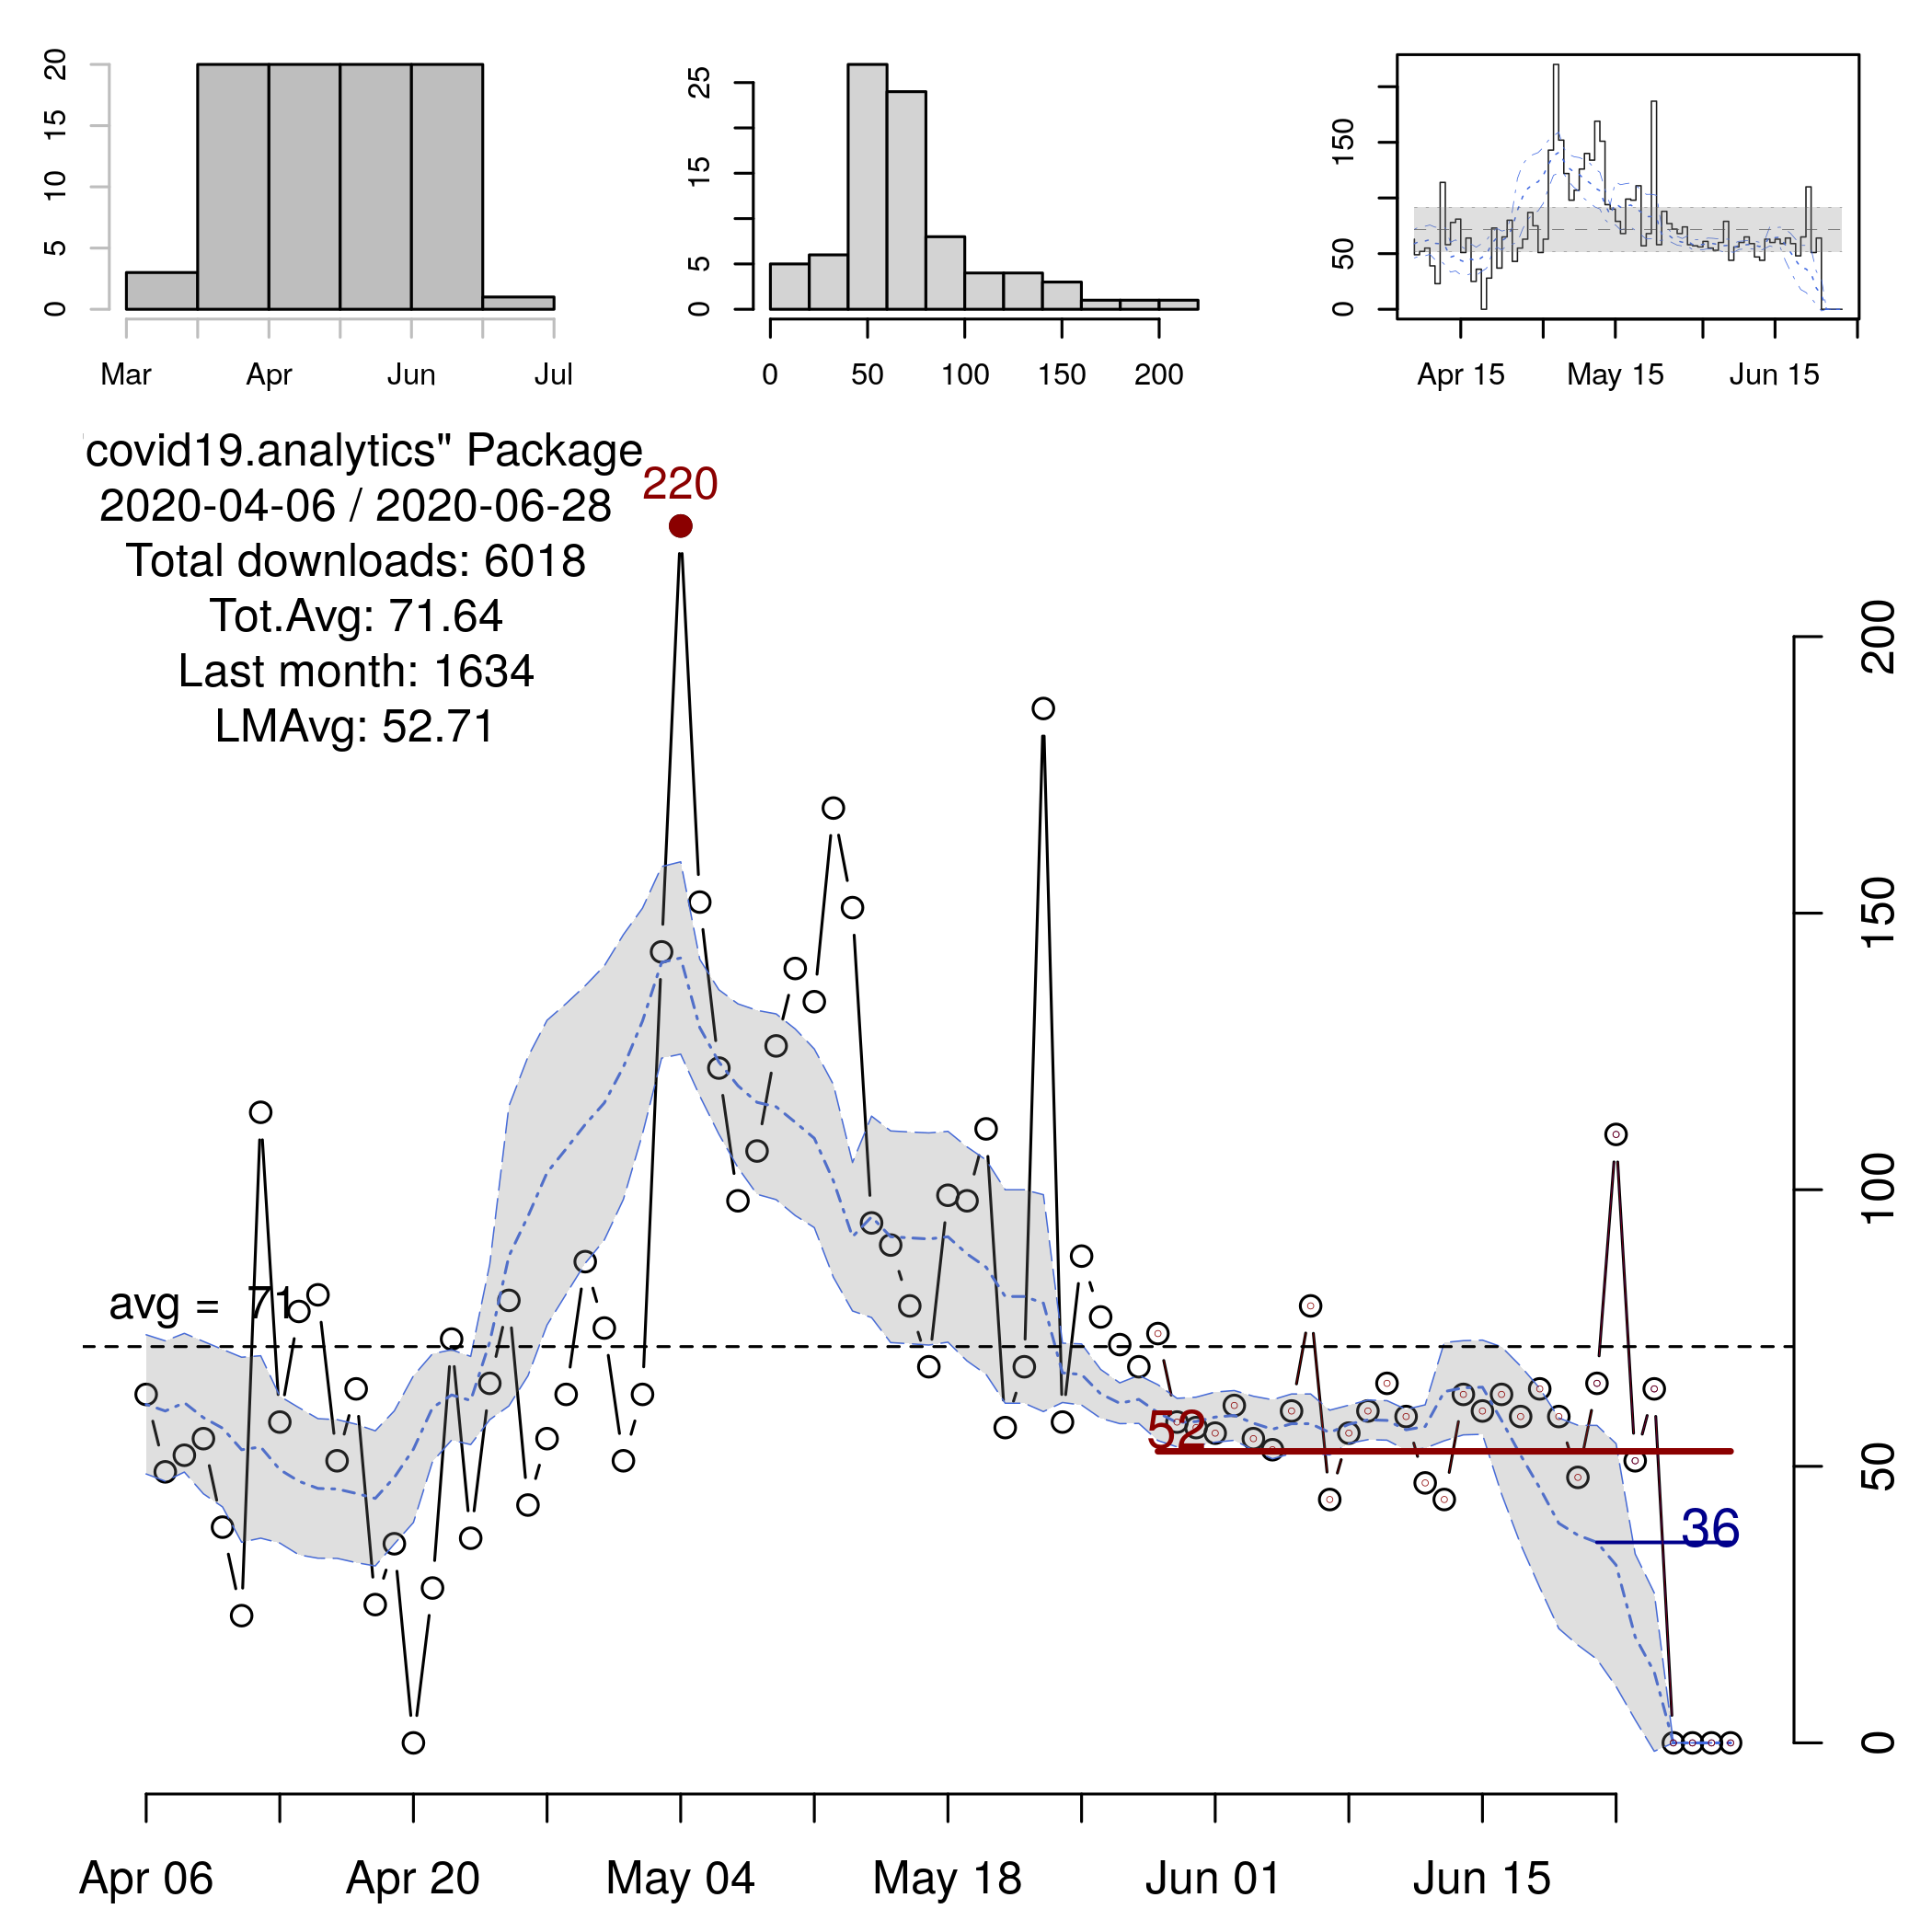 20
15
10
5
0
Mar
Apr
Jun
Jul
25
15
5
0
0
50
100
150
200
150
50
0
Apr 15
May 15
Jun 15
covid19.analytics" Package
2020-04-06 / 2020-06-28
Total downloads: 6018
Tot.Avg: 71.64
Last month: 1634
LMAvg: 52.71
220
avg = 71
52
36
200
150
100
50
0
Apr 06
Apr 20
May 04
May 18
Jun 01
Jun 15